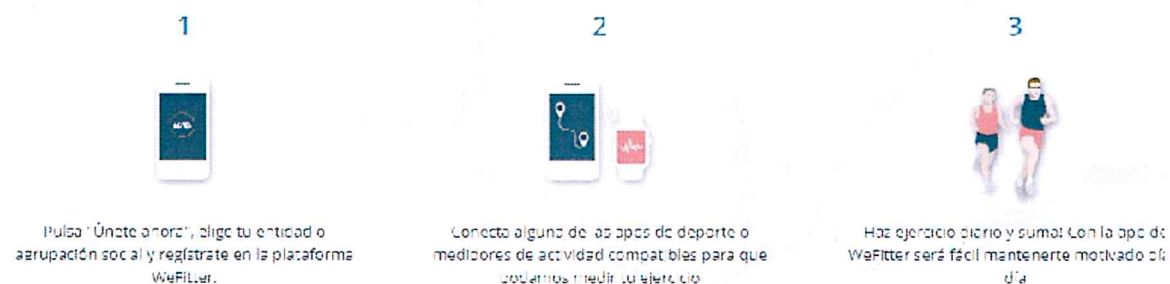 1
Pulsa "Únete ahora", elige tu entidad o
agrupación social y regístrate en la plataforma
WeFitter.
2
Conecta alguna de las apps de deporte o
medidores de actividad compatibles para que
podamos medir tu ejercicio
3
Haz ejercicio diario y suma! Con la app de
WeFitter será fácil mantenerte motivado día
día